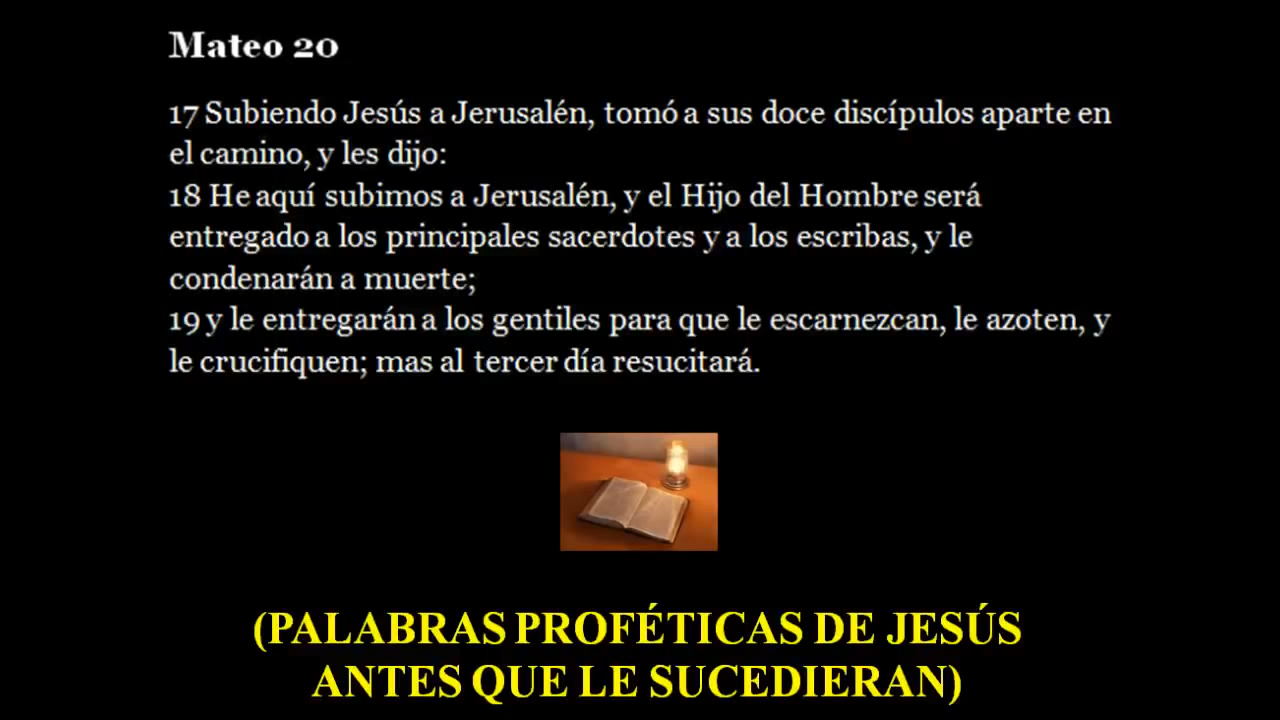 Mateo 20
17 Subiendo Jesús a Jerusalén, tomó a sus doce discípulos aparte en
el camino, y les dijo:
18 He aquí subimos a Jerusalén, y el Hijo del Hombre será
entregado a los principales sacerdotes y a los escribas, y le
condenarán a muerte;
19 y le entregarán a los gentiles para que le escarnezcan, le azoten, y
le crucifiquen; mas al tercer día resucitará.
(PALABRAS PROFÉTICAS DE JESÚS
ANTES QUE LE SUCEDIERAN)